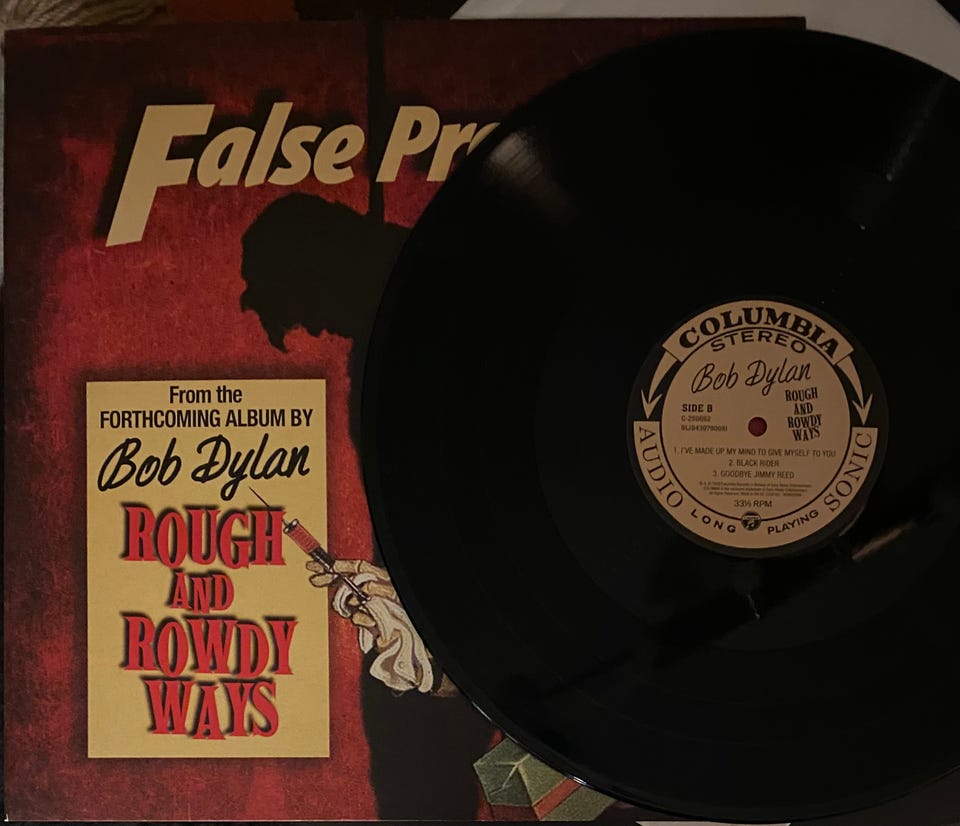 False Pr
From the
FORTHCOMING ALBUM BY
Bob Dylan
ROUGH
AND
ROWDY
WAYS
COLUMBIA
STEREO
Bob Dylan
SIDE B
ROUGH
AND
ROWDY
WAYS
1. I'VE MADE UP MY MIND TO GIVE MYSELF TO YOU
2. BLACK RIDER
3. GOODBYE JIMMY REED
33⅓ RPM
AUDIO LONG PLAYING SONIC